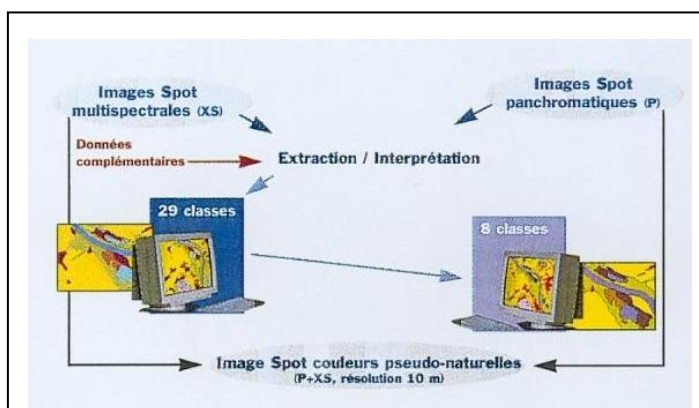 Images Spot
multispectrales (XS)
Images Spot
panchromatiques (P)
Données
complémentaires
Extraction / Interprétation
29 classes
8 classes
Image Spot couleurs pseudo-naturelles
(P+XS, résolution 10 m)